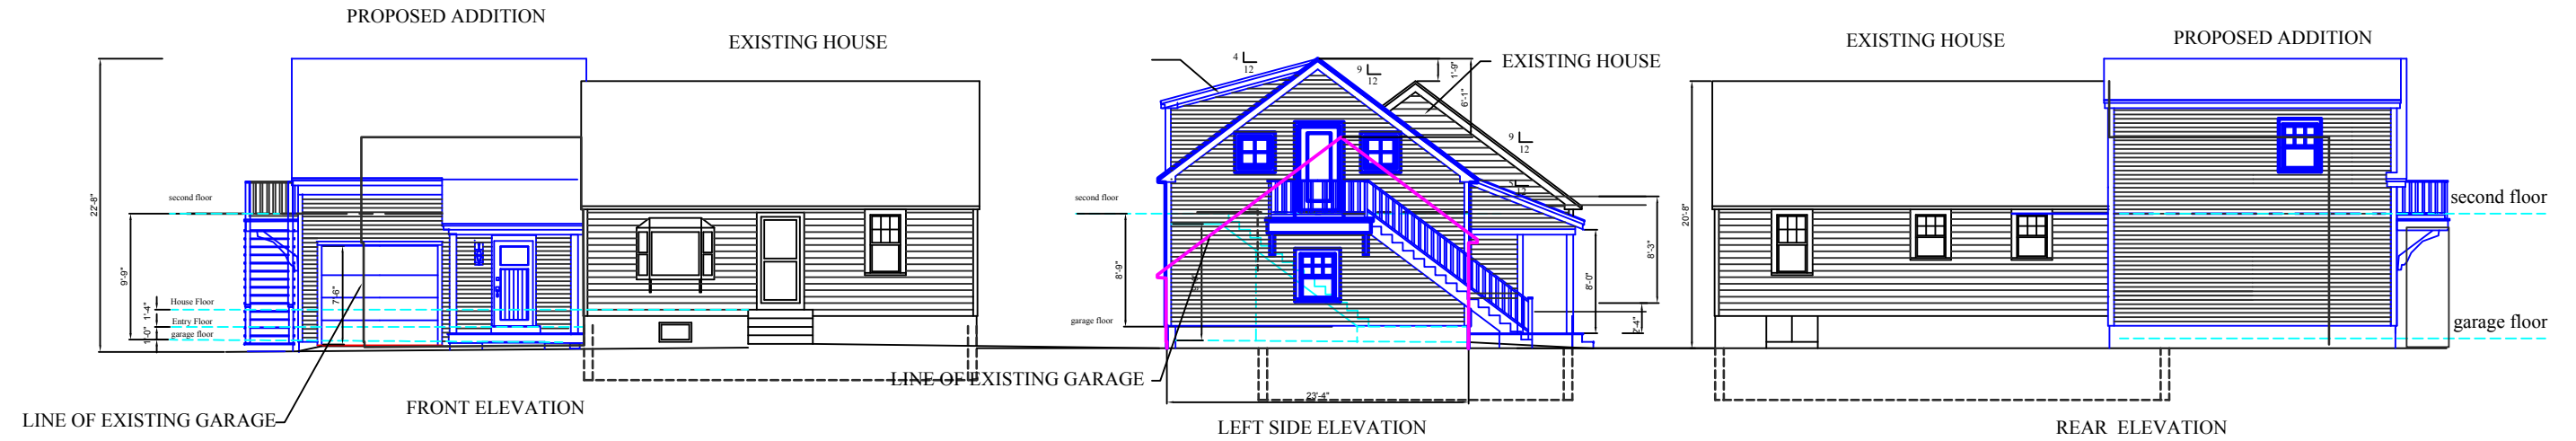 PROPOSED ADDITION
EXISTING HOUSE
22'-8"
second floor
9'-9"
House Floor
1'-4"
Entry Floor
1'-0"
garage floor
7'-6"
LINE OF EXISTING GARAGE
FRONT ELEVATION
4
12
9
12
EXISTING HOUSE
1'-9"
6'-1"
9
12
5
12
second floor
8'-9"
garage floor
8'-0"
8'-3"
LINE OF EXISTING GARAGE
23'-4"
LEFT SIDE ELEVATION
EXISTING HOUSE
PROPOSED ADDITION
20'-8"
second floor
garage floor
REAR ELEVATION